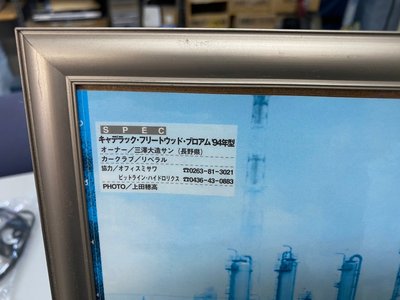 SPEC
キャデラック・フリートウッド・ブロアム '94年型
オーナー/三澤大造サン(長野県)
カークラブ/リベラル
協力/オフィスミサワ ☎0263-81-3021
ピットライン・ハイドロリクス ☎0436-43-0883
PHOTO/上田穂高